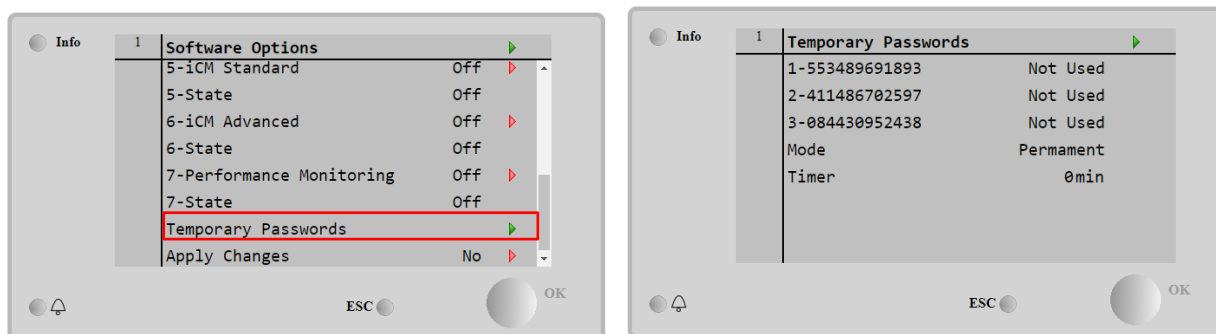 Info
1 Software Options
5-iCM Standard Off
5-State Off
6-iCM Advanced Off
6-State Off
7-Performance Monitoring Off
7-State Off
Temporary Passwords
Apply Changes No
ESC
OK
Info
1 Temporary Passwords
1-553489691893 Not Used
2-411486702597 Not Used
3-084430952438 Not Used
Mode Permament
Timer 0min
ESC
OK